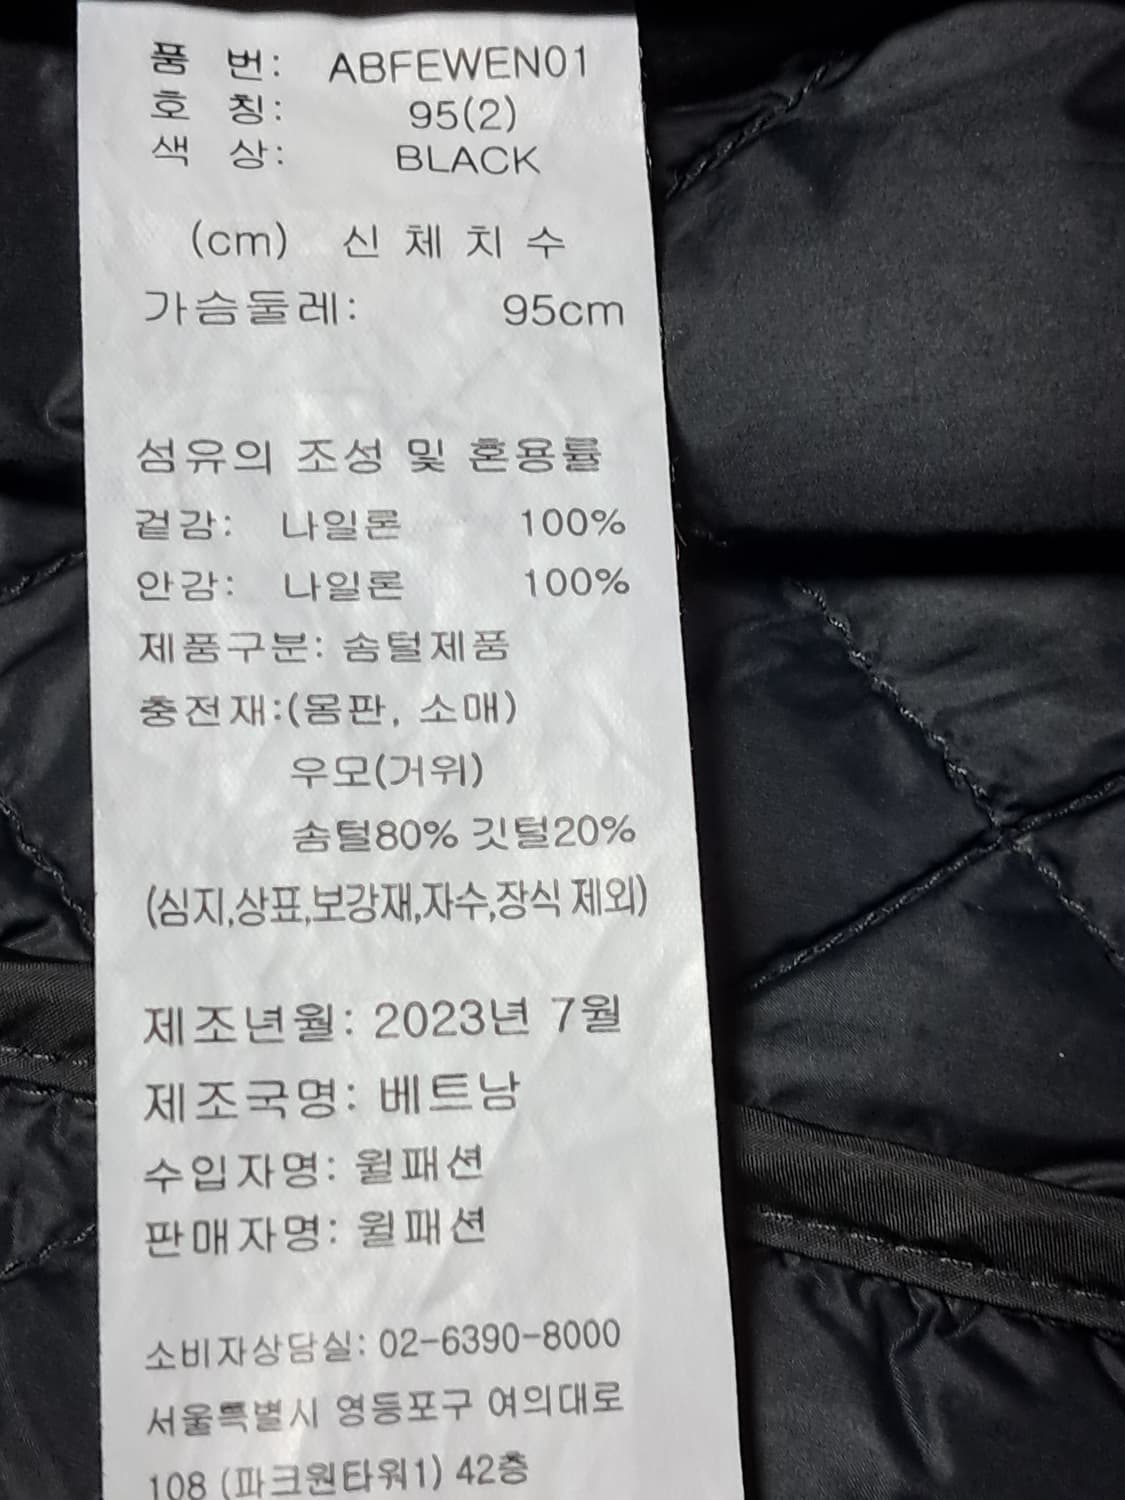 품 번: ABFEWEN01
호 칭: 95(2)
색 상: BLACK
(cm) 신 체 치 수
가슴둘레: 95cm
섬유의 조성 및 혼용률
겉감: 나일론 100%
안감: 나일론 100%
제품구분: 솜털제품
충전재:(몸판, 소매)
우모(거위)
솜털80% 깃털20%
(심지,상표,보강재,자수,장식 제외)
제조년월: 2023년 7월
제조국명: 베트남
수입자명: 월패션
판매자명: 월패션
소비자상담실: 02-6390-8000
서울특별시 영등포구 여의대로
108 (파크원타워1) 42층